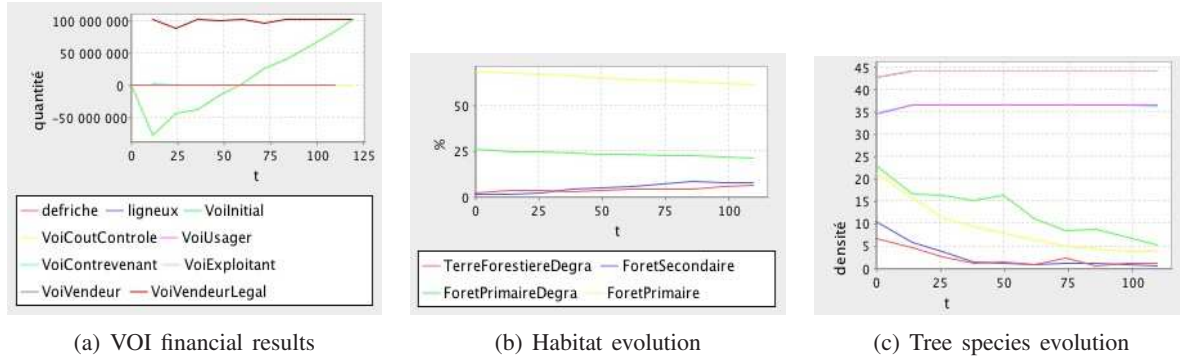 100 000 000
50 000 000
0
-50 000 000
quantité
0 25 50 75 100 125
t
defriche ligneux VoiInitial
VoiCoutControle VoiUsager
VoiContrevenant VoiExploitant
VoiVendeur VoiVendeurLegal
(a) VOI financial results
50
25
0
%
0 25 50 75 100
t
TerreForestiereDegra ForetSecondaire
ForetPrimaireDegra ForetPrimaire
(b) Habitat evolution
45
40
35
30
25
20
15
10
5
0
densité
0 25 50 75 100
t
(c) Tree species evolution